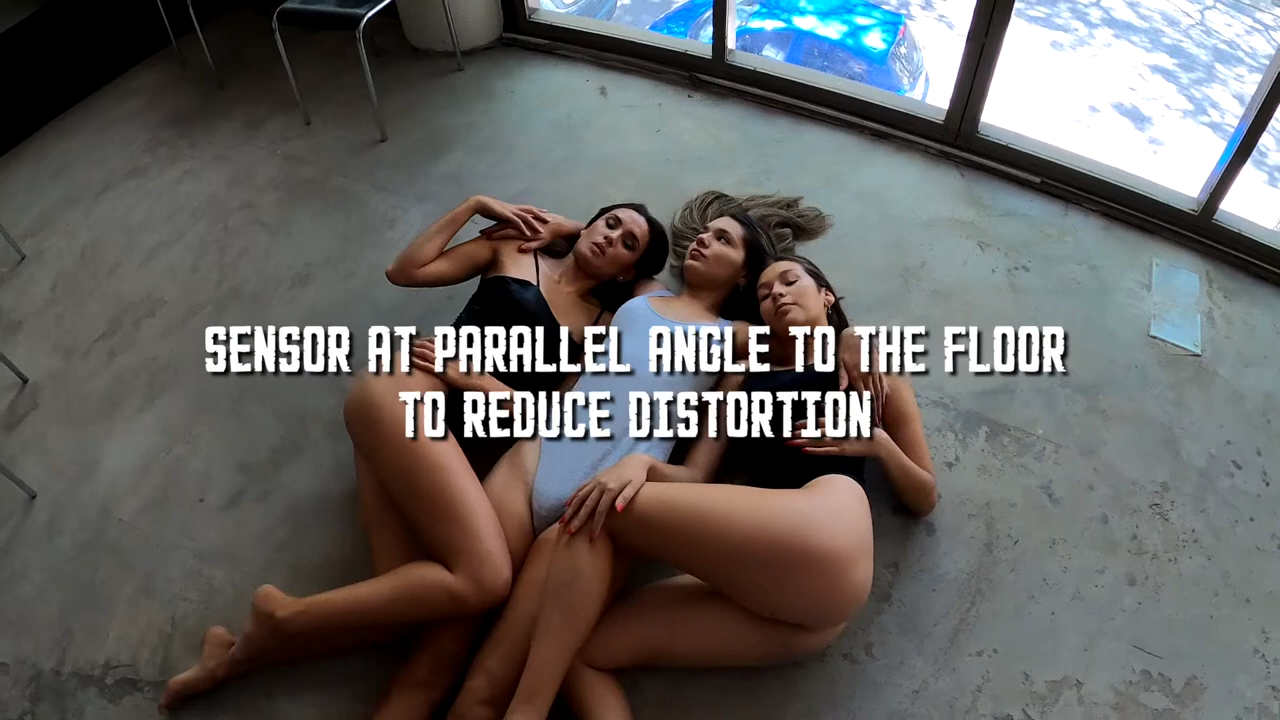 SENSOR AT PARALLEL ANGLE TO THE FLOOR
TO REDUCE DISTORTION